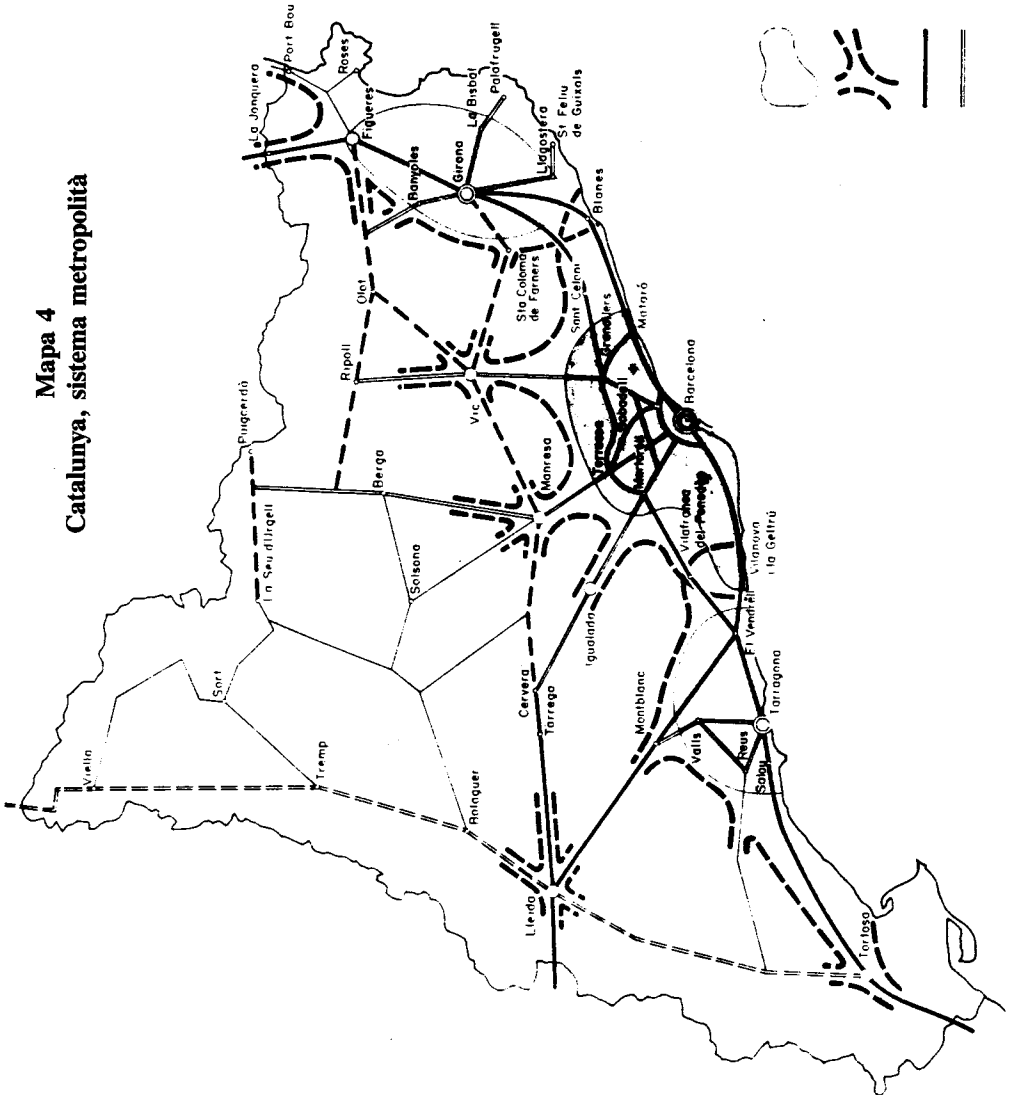 Mapa 4
Catalunya, sistema metropolità
La Jonquera
Port Bou
Roses
Figueres
Banyoles
Girona
La Bisbal
Palafrugell
Llagostera
St Feliu
de Guíxols
Olot
Sta Coloma
de Farners
Blanes
Puigcerdà
Ripoll
Vic
Sant Celoni
Granollers
Mataró
La Seu d'Urgell
Berga
Solsona
Manresa
Terrassa
Sabadell
Martorell
Barcelona
Viella
Sort
Tremp
Cervera
Tàrrega
Igualada
Vilafranca
del Penedès
Vilanova
i la Geltrú
El Vendrell
Balaguer
Montblanc
Valls
Reus
Salou
Tarragona
Lleida
Tortosa